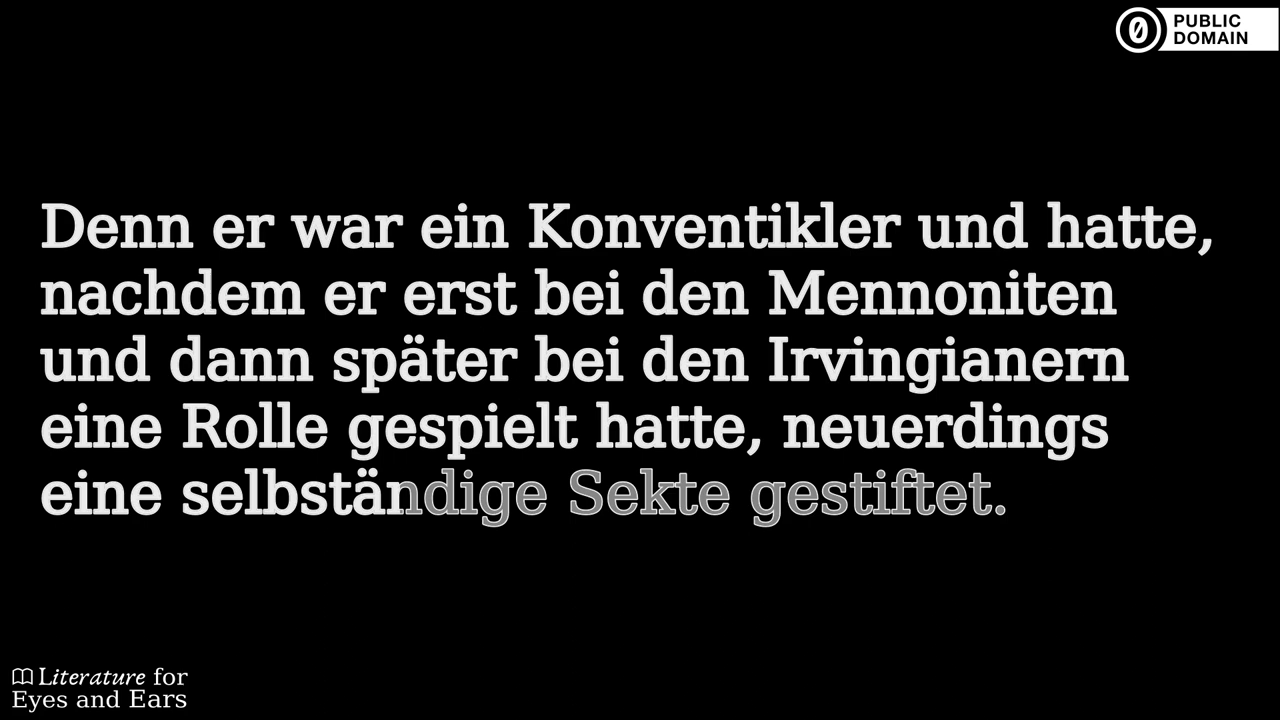 PUBLIC
DOMAIN
Denn er war ein Konventikler und hatte,
nachdem er erst bei den Mennoniten
und dann später bei den Irvingianern
eine Rolle gespielt hatte, neuerdings
eine selbständige Sekte gestiftet.
Literature for
Eyes and Ears